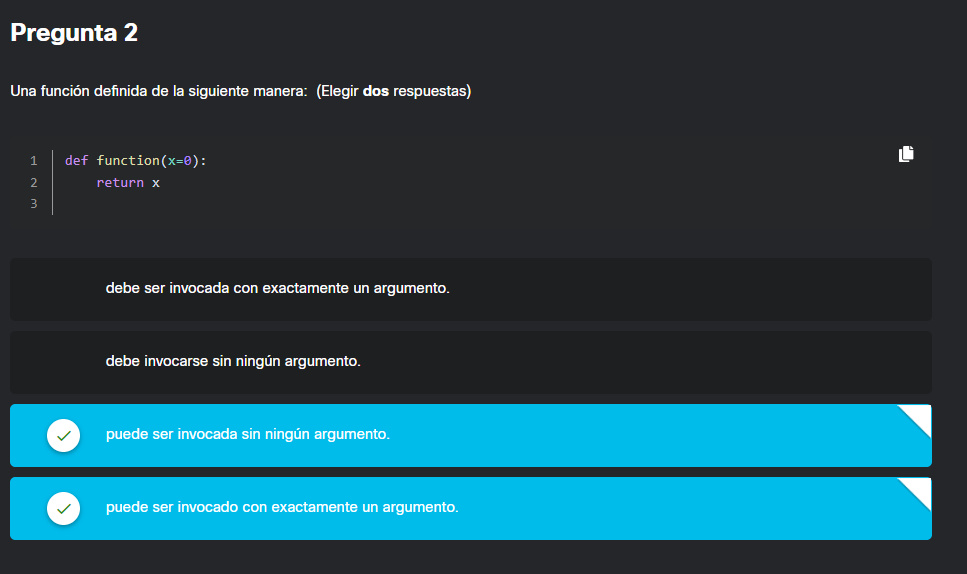 Pregunta 2
Una función definida de la siguiente manera:  (Elegir dos respuestas)
1 def function(x=0):
2     return x
3
debe ser invocada con exactamente un argumento.
debe invocarse sin ningún argumento.
puede ser invocada sin ningún argumento.
puede ser invocado con exactamente un argumento.